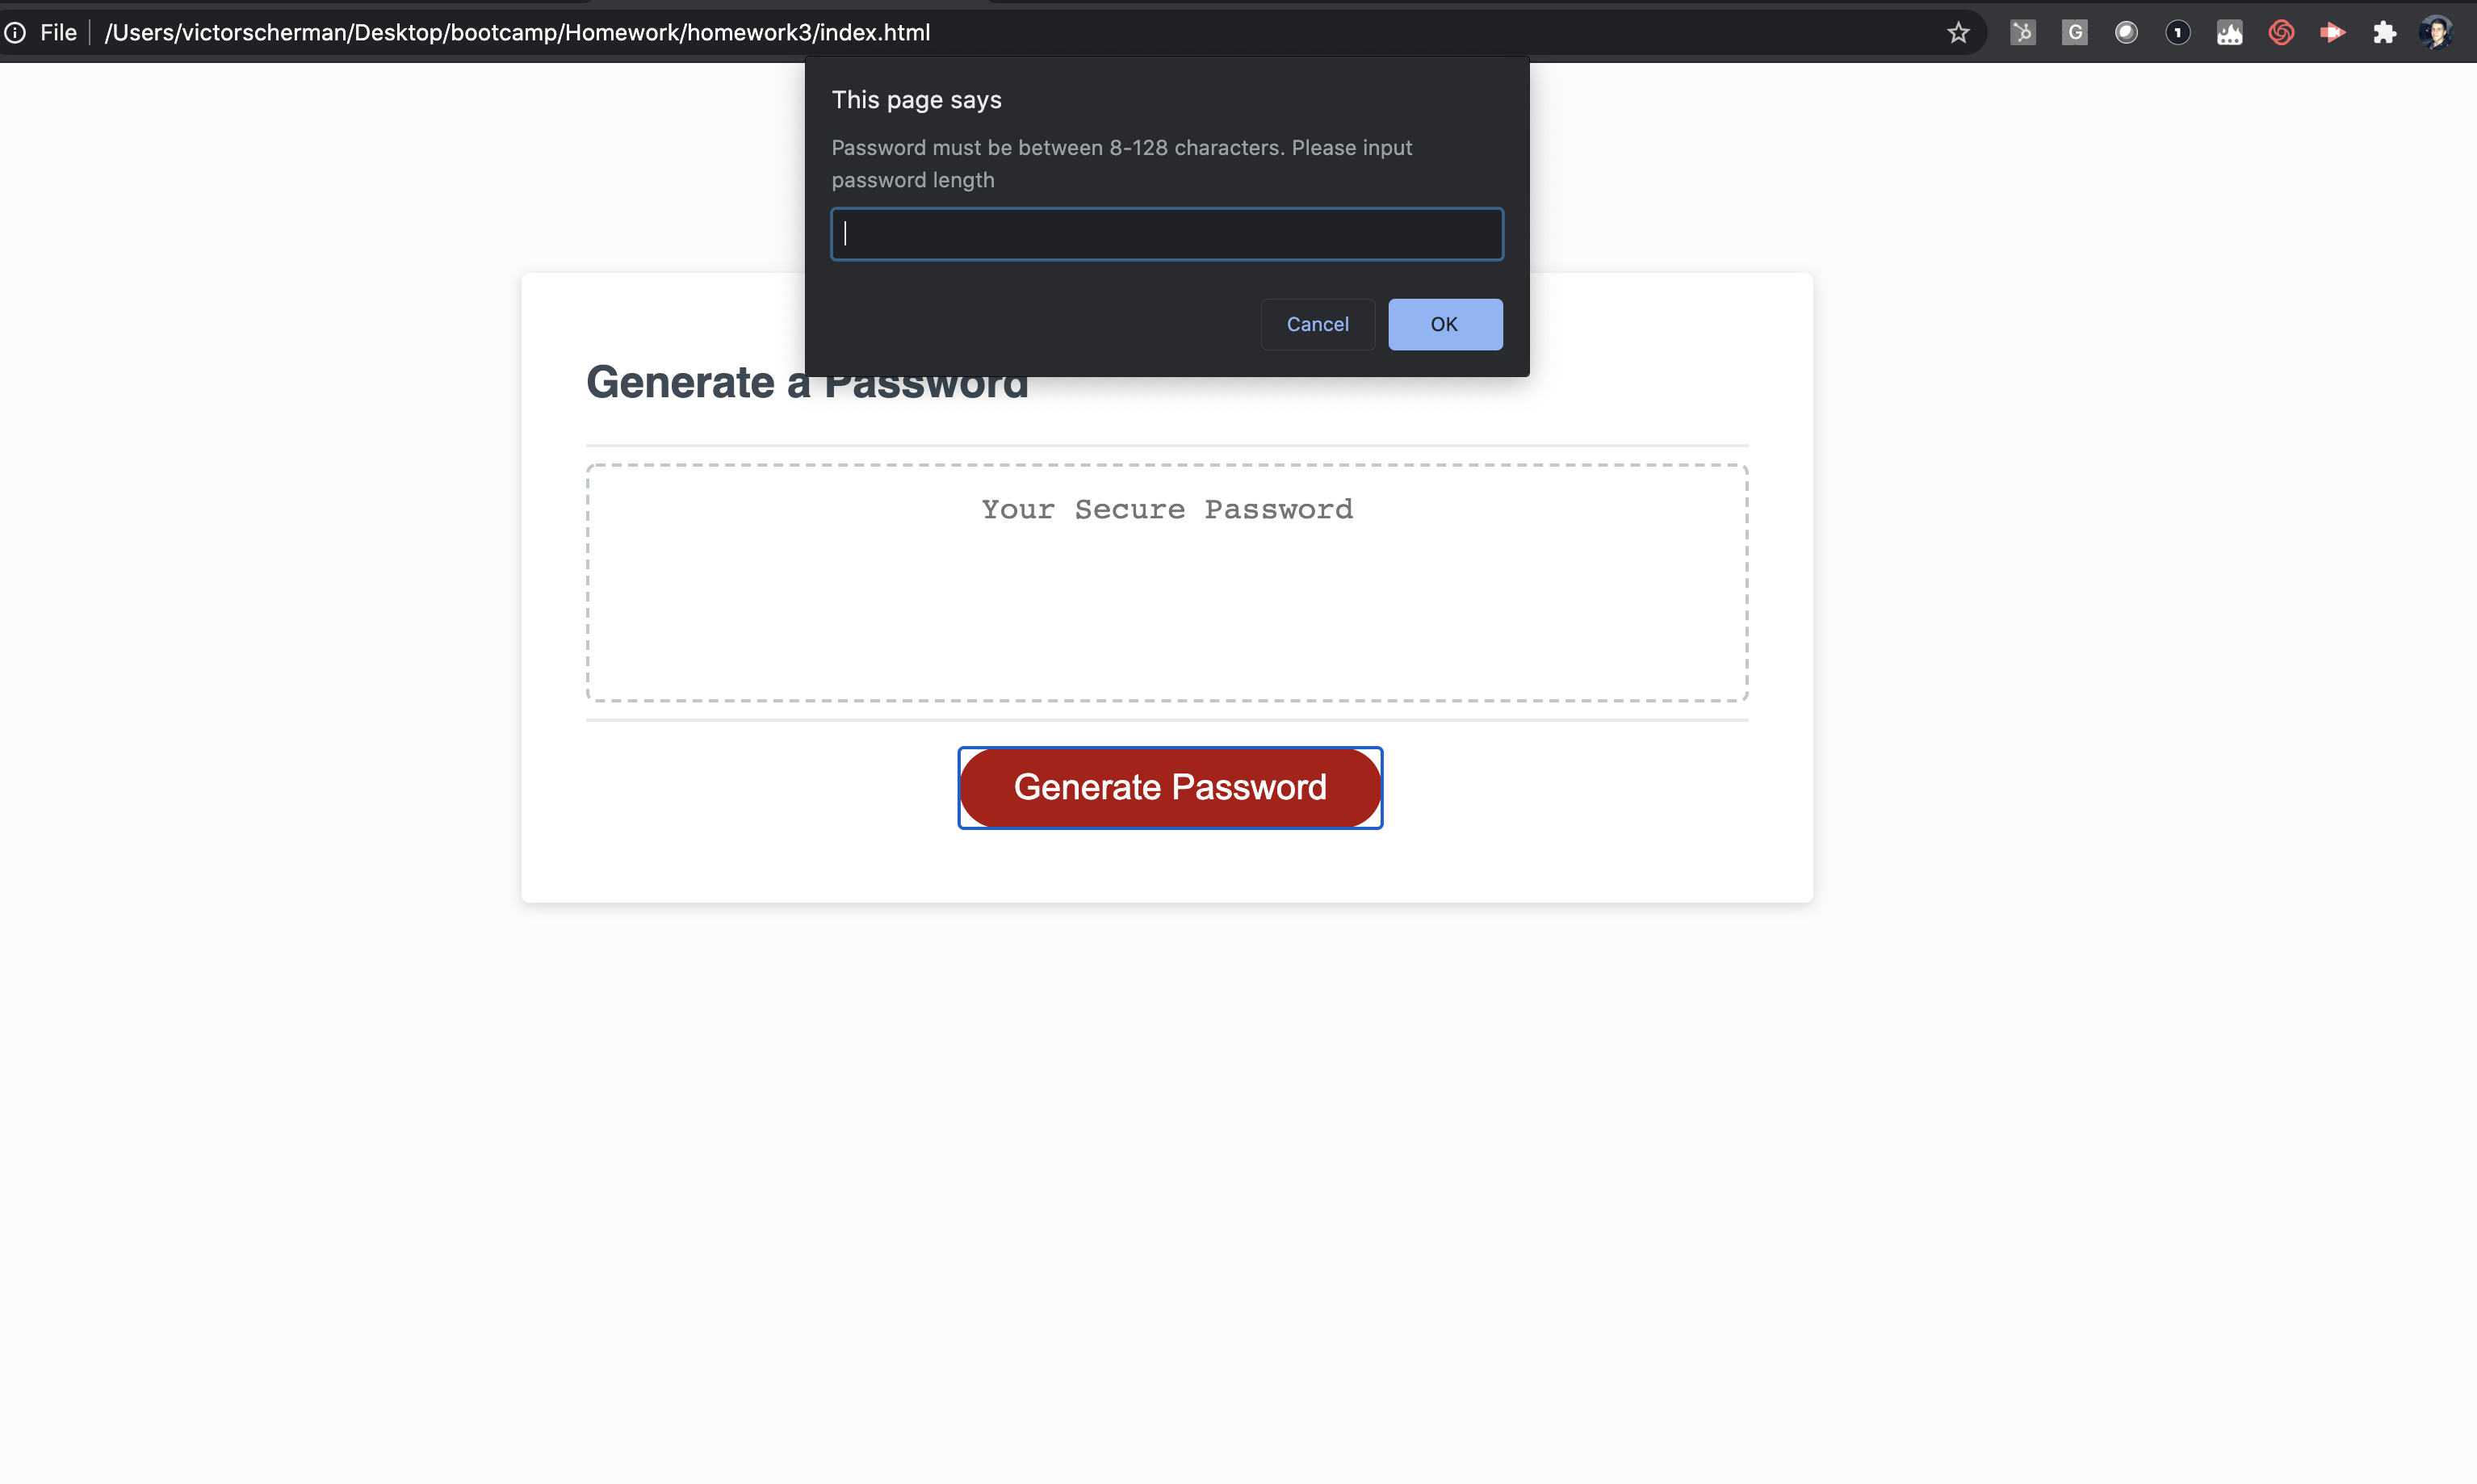 File /Users/victorscherman/Desktop/bootcamp/Homework/homework3/index.html
G
1
This page says
Password must be between 8-128 characters. Please input
password length
Cancel OK
Generate a Password
Your Secure Password
Generate Password